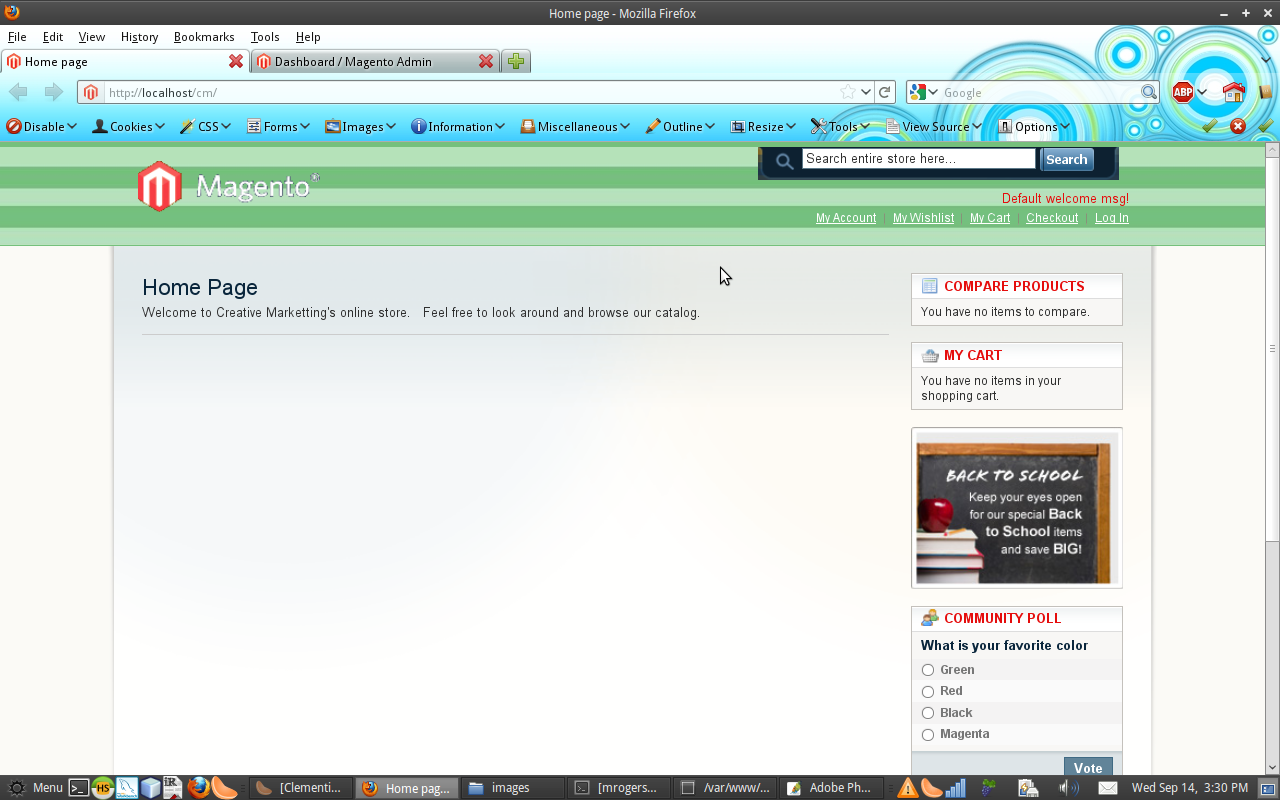 Home page - Mozilla Firefox
File Edit View History Bookmarks Tools Help
Home page
Dashboard / Magento Admin
http://localhost/cm/
Google
ABP
Disable Cookies CSS Forms Images Information Miscellaneous Outline Resize Tools View Source Options
Magento
Search entire store here...
Search
Default welcome msg!
My Account | My Wishlist | My Cart | Checkout | Log In
Home Page
Welcome to Creative Marketting's online store. Feel free to look around and browse our catalog.
COMPARE PRODUCTS
You have no items to compare.
MY CART
You have no items in your
shopping cart.
BACK TO SCHOOL
Keep your eyes open
for our special Back
to School items
and save BIG!
COMMUNITY POLL
What is your favorite color
Green
Red
Black
Magenta
Vote
Menu
HS
iR
[Clementi...
Home pag...
images
[mrogers...
/var/www/...
Adobe Ph...
Wed Sep 14, 3:30 PM